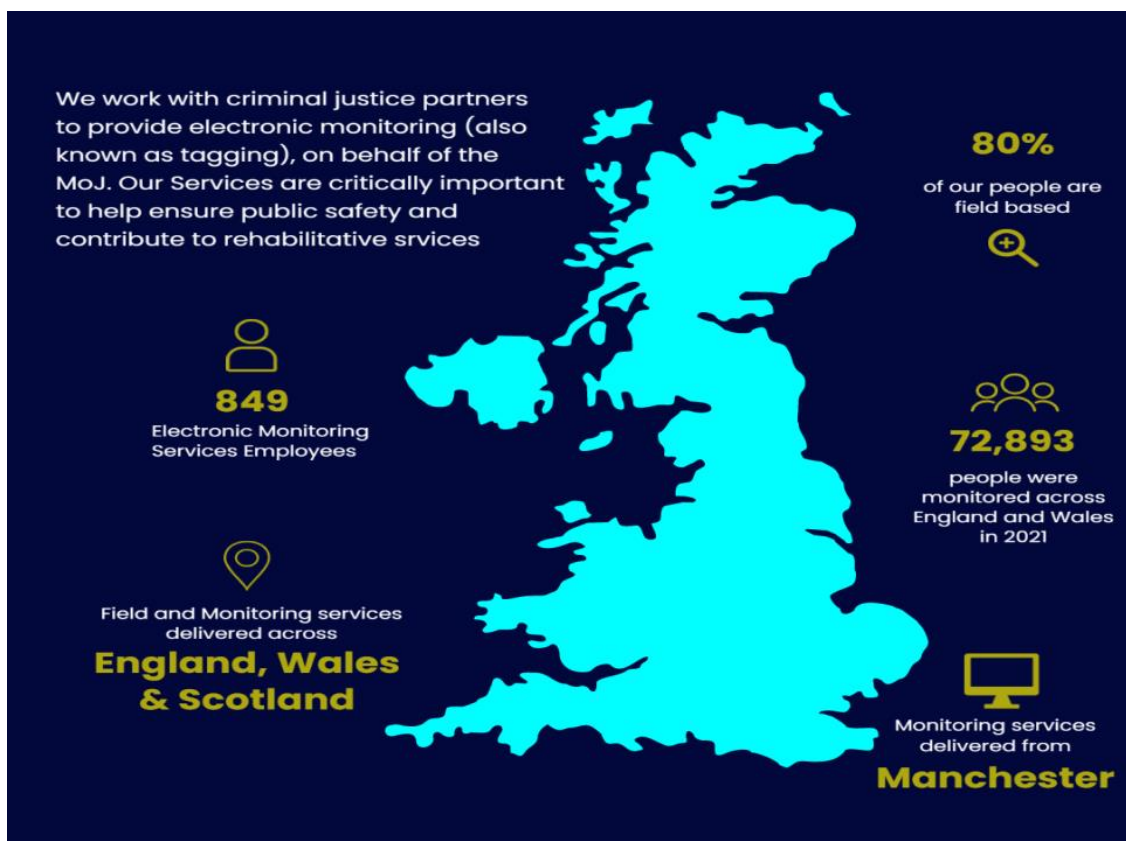 We work with criminal justice partners
to provide electronic monitoring (also
known as tagging), on behalf of the
MoJ. Our Services are critically important
to help ensure public safety and
contribute to rehabilitative srvices
80%
of our people are
field based
849
Electronic Monitoring
Services Employees
72,893
people were
monitored across
England and Wales
in 2021
Field and Monitoring services
delivered across
England, Wales
& Scotland
Monitoring services
delivered from
Manchester